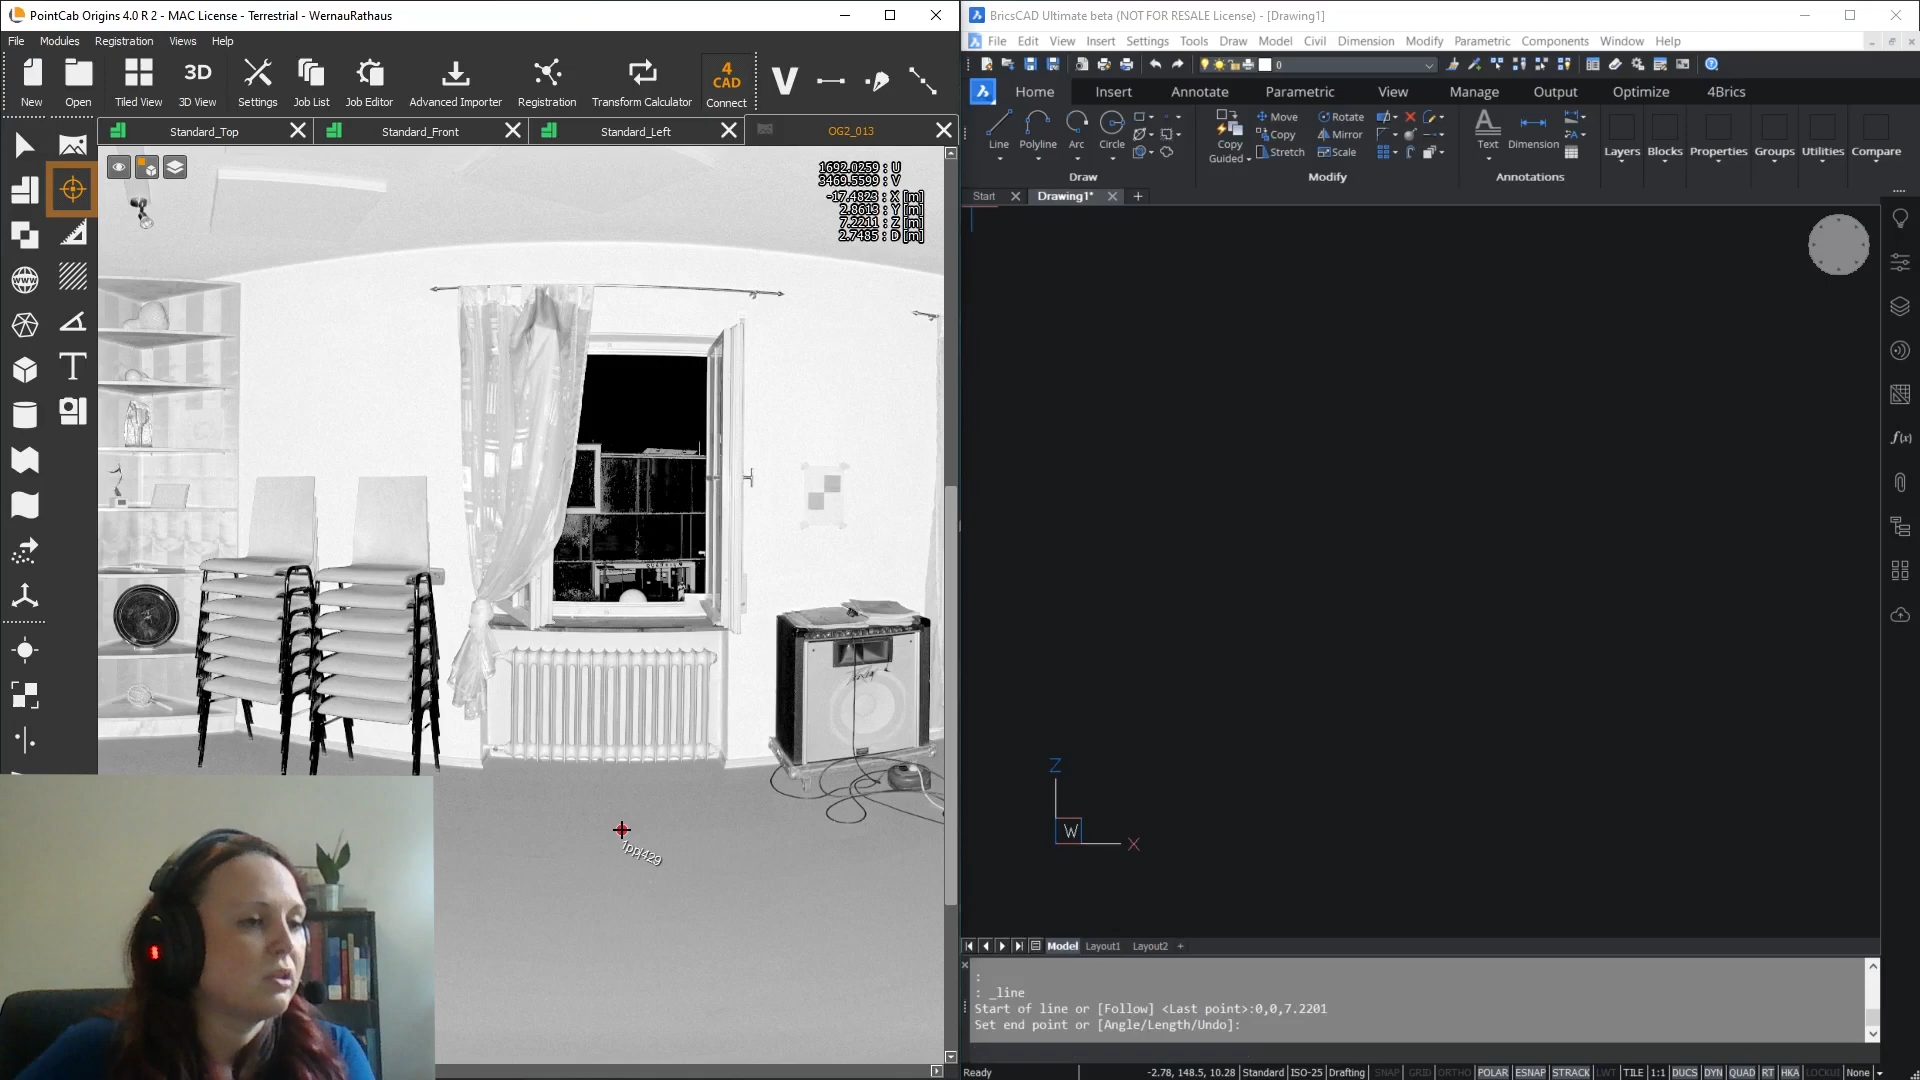 PointCab Origins 4.0 R 2 - MAC License - Terrestrial - WernauRathaus
File Modules Registration Views Help
New Open Tiled View 3D 3D View Settings Job List Job Editor Advanced Importer Registration Transform Calculator 4 CAD Connect
Standard_Top Standard_Front Standard_Left OG2_013
1692.0259 : U
3469.5599 : V
-17.4823 : X [m]
2.8613 : Y [m]
7.2211 : Z [m]
2.7485 : D [m]
www
T
BricsCAD Ultimate beta (NOT FOR RESALE License) - [Drawing1]
File Edit View Insert Settings Tools Draw Model Civil Dimension Modify Parametric Components Window Help
0
Home Insert Annotate Parametric View Manage Output Optimize 4Brics
Line Polyline Arc Circle
Copy Guided
Move Rotate
Copy Mirror
Stretch Scale
Text Dimension
Layers Blocks Properties Groups Utilities Compare
Draw Modify Annotations
Start Drawing1*
f(x)
Z
W
X
Model Layout1 Layout2
:
: _line
Start of line or [Follow] <Last point>:0,0,7.2201
Set end point or [Angle/Length/Undo]:
Ready -2.78, 148.5, 10.28 Standard ISO-25 Drafting SNAP GRID ORTHO POLAR ESNAP STRACK LWT TILE 1:1 DUCS DYN QUAD RT HKA LOCKUI None